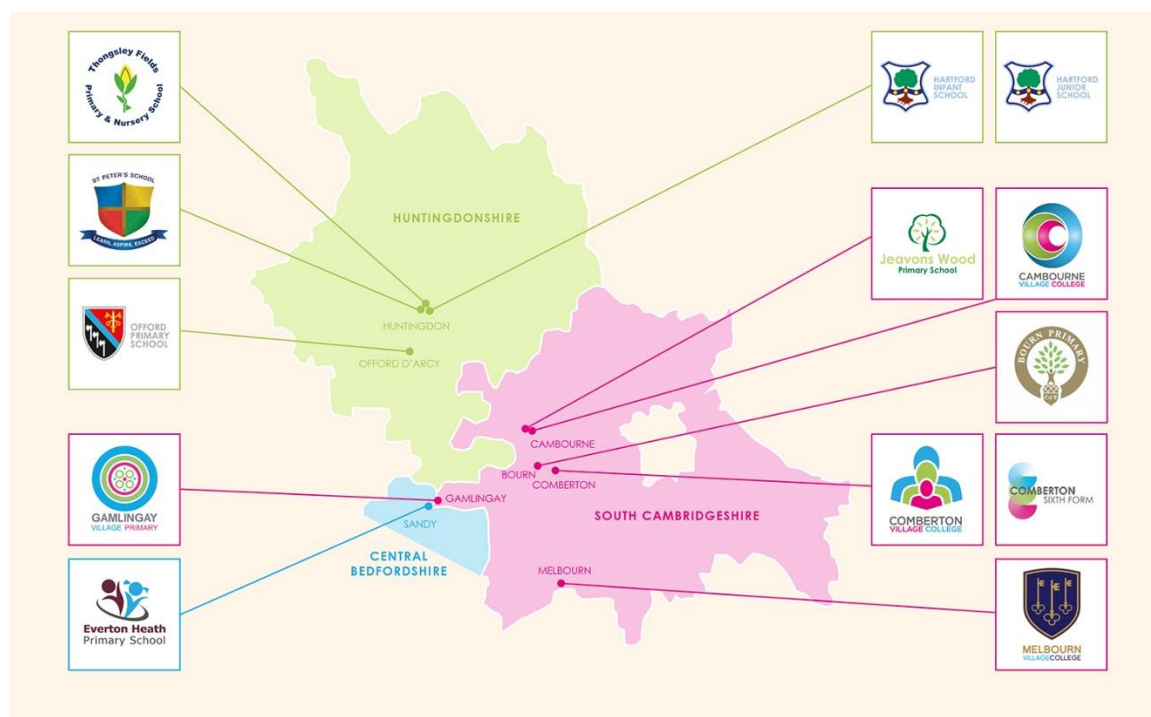 Thongsley Fields
Primary & Nursery School
ST PETER'S SCHOOL
LEARN, ASPIRE, EXCEED
OFFORD
PRIMARY
SCHOOL
GAMLINGAY
VILLAGE PRIMARY
Everton Heath
Primary School
HUNTINGDONSHIRE
HUNTINGDON
OFFORD D'ARCY
CAMBOURNE
BOURN
COMBERTON
GAMLINGAY
SANDY
SOUTH CAMBRIDGESHIRE
CENTRAL
BEDFORDSHIRE
MELBOURN
HARTFORD
INFANT
SCHOOL
HARTFORD
JUNIOR
SCHOOL
Jeavons Wood
Primary School
CAMBOURNE
VILLAGE COLLEGE
BOURN PRIMARY
CofE
COMBERTON
VILLAGE COLLEGE
COMBERTON
SIXTH FORM
MELBOURN
VILLAGECOLLEGE